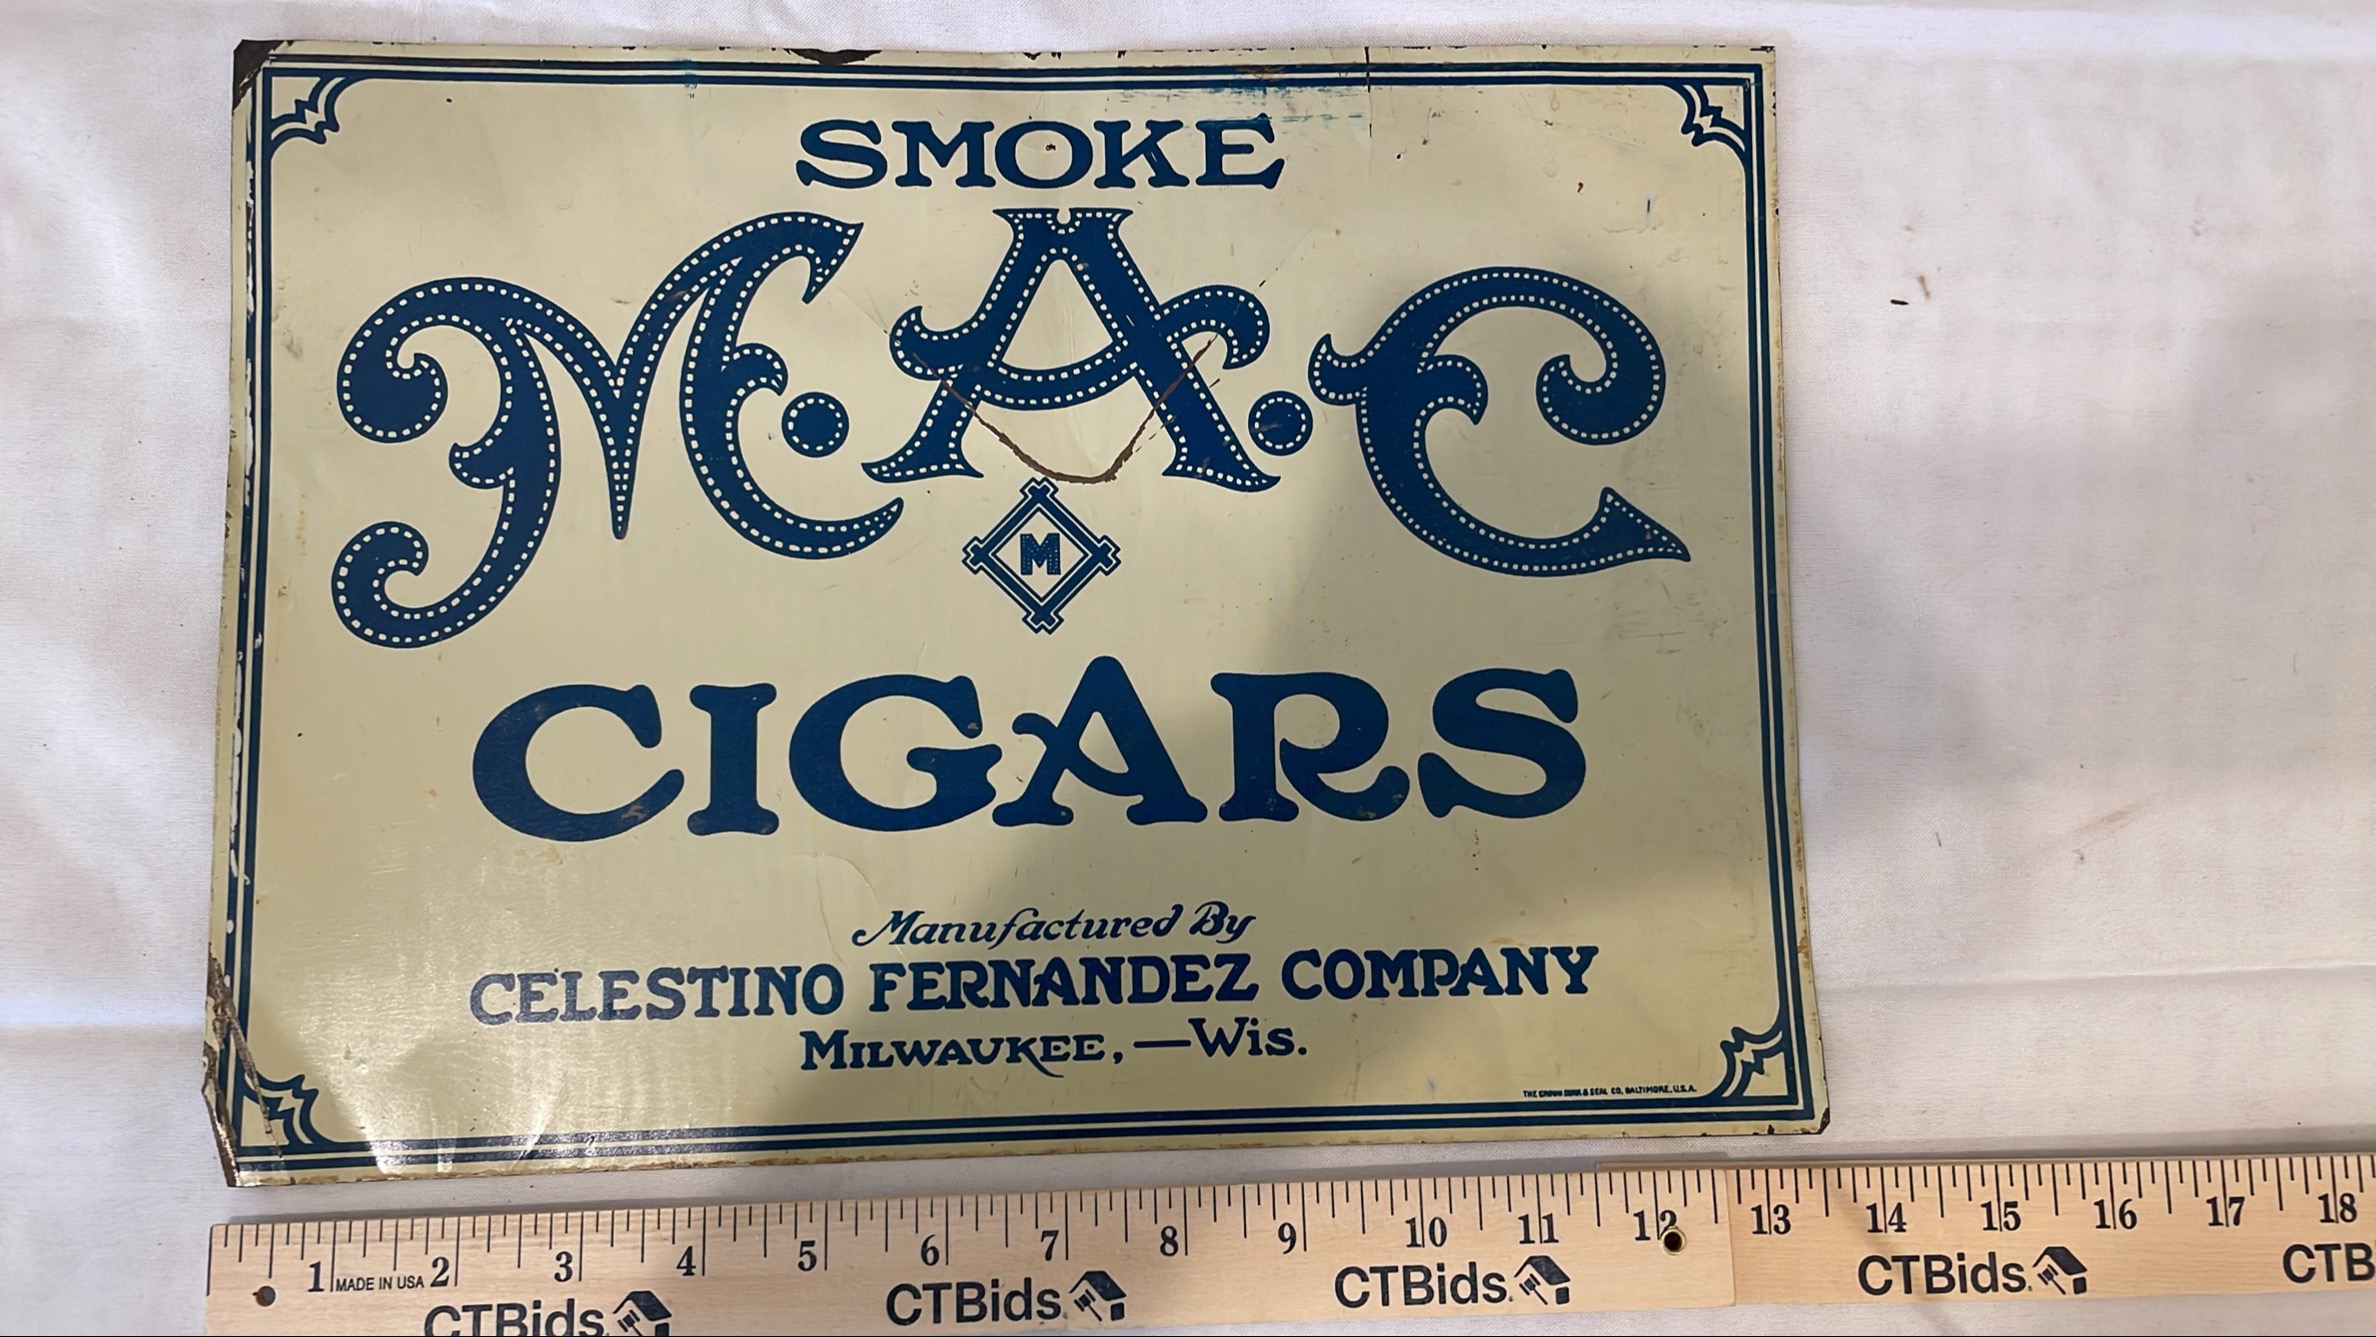 SMOKE
M.A.C
M
CIGARS
Manufactured By
CELESTINO FERNANDEZ COMPANY
MILWAUKEE, —WIS.
THE CROWN CORK & SEAL CO. BALTIMORE. U.S.A.
1 MADE IN USA 2 3 4 5 6 7 8 9 10 11 12 13 14 15 16 17 18
CTBids CTBids. CTBids. CTBids. CTB